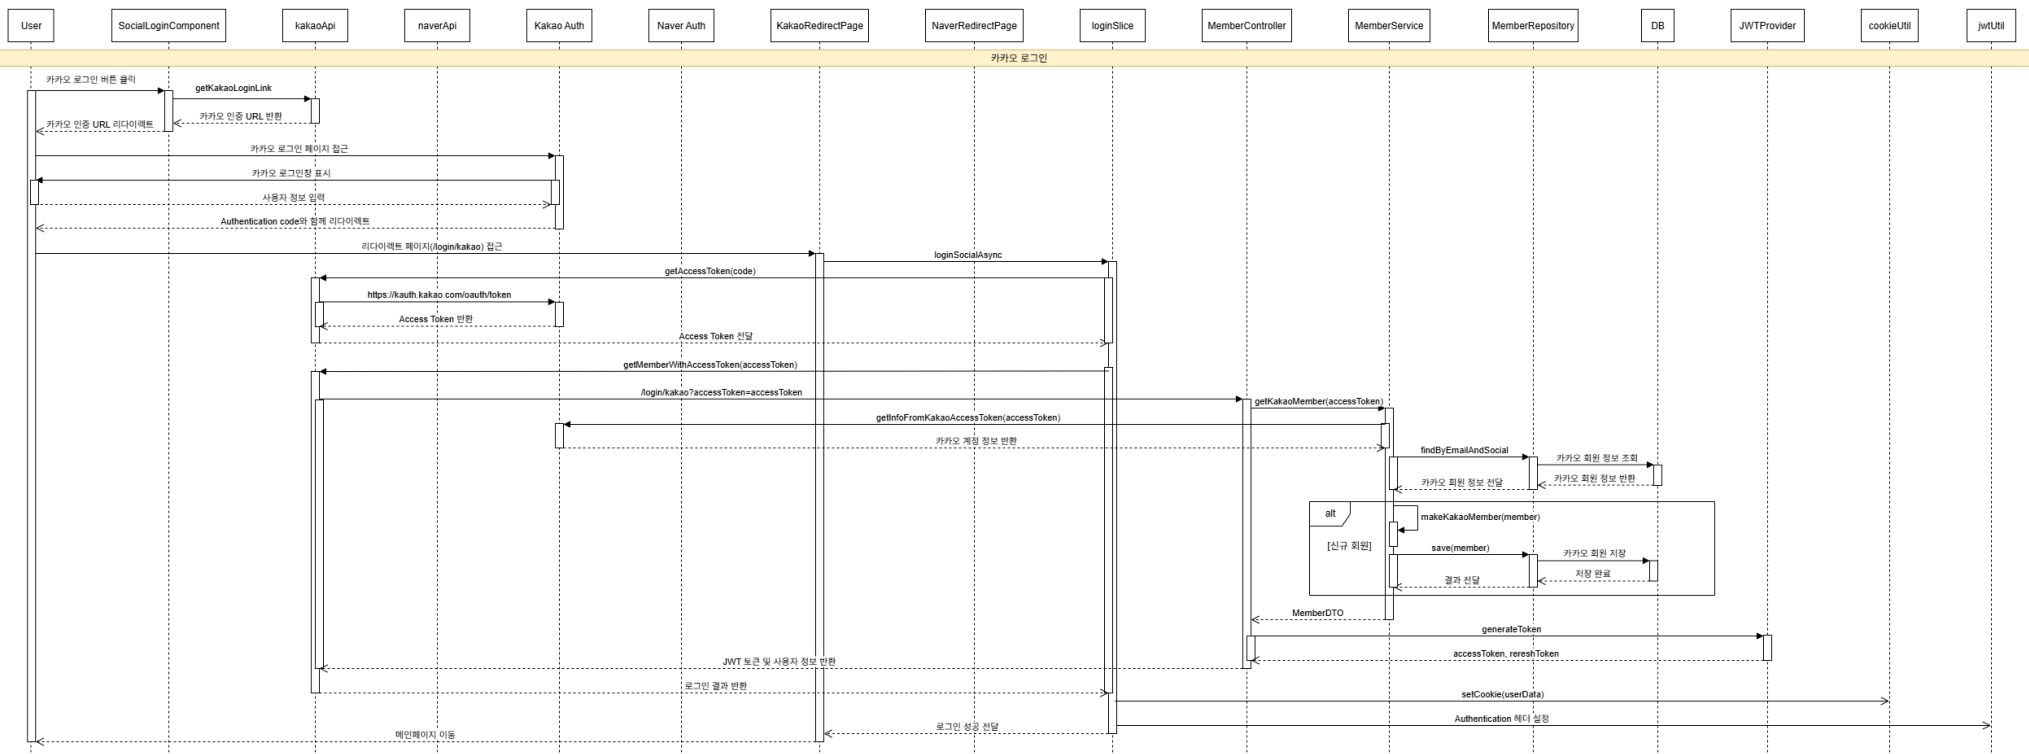 User
SocialLoginComponent
kakaoApi
naverApi
Kakao Auth
Naver Auth
KakaoRedirectPage
NaverRedirectPage
loginSlice
MemberController
MemberService
MemberRepository
DB
JWTProvider
cookieUtil
jwtUtil
카카오 로그인
카카오 로그인 버튼 클릭
getKakaoLoginLink
카카오 인증 URL 반환
카카오 인증 URL 리다이렉트
카카오 로그인 페이지 접근
카카오 로그인창 표시
사용자 정보 입력
Authentication code와 함께 리다이렉트
리다이렉트 페이지(/login/kakao) 접근
loginSocialAsync
getAccessToken(code)
https://kauth.kakao.com/oauth/token
Access Token 반환
Access Token 전달
getMemberWithAccessToken(accessToken)
/login/kakao?accessToken=accessToken
getKakaoMember(accessToken)
getInfoFromKakaoAccessToken(accessToken)
카카오 계정 정보 반환
findByEmailAndSocial
카카오 회원 정보 조회
카카오 회원 정보 반환
카카오 회원 정보 전달
alt
makeKakaoMember(member)
[신규 회원]
save(member)
카카오 회원 저장
저장 완료
결과 전달
MemberDTO
generateToken
accessToken, rereshToken
JWT 토큰 및 사용자 정보 반환
로그인 결과 반환
setCookie(userData)
Authentication 헤더 설정
로그인 성공 전달
메인페이지 이동